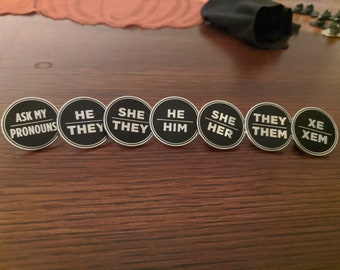 ASK MY
PRONOUNS
HE
THEY
SHE
THEY
HE
HIM
SHE
HER
THEY
THEM
XE
XEM